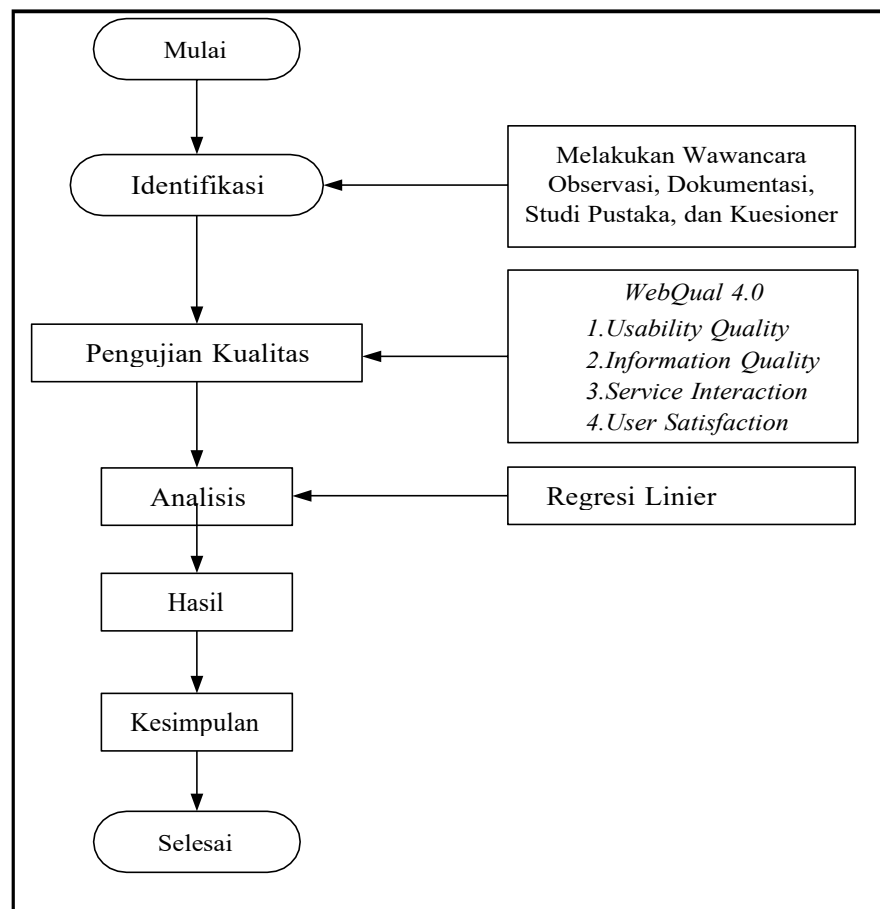 Mulai
Identifikasi
Melakukan Wawancara
Observasi, Dokumentasi,
Studi Pustaka, dan Kuesioner
Pengujian Kualitas
WebQual 4.0
1.Usability Quality
2.Information Quality
3.Service Interaction
4.User Satisfaction
Analisis
Regresi Linier
Hasil
Kesimpulan
Selesai